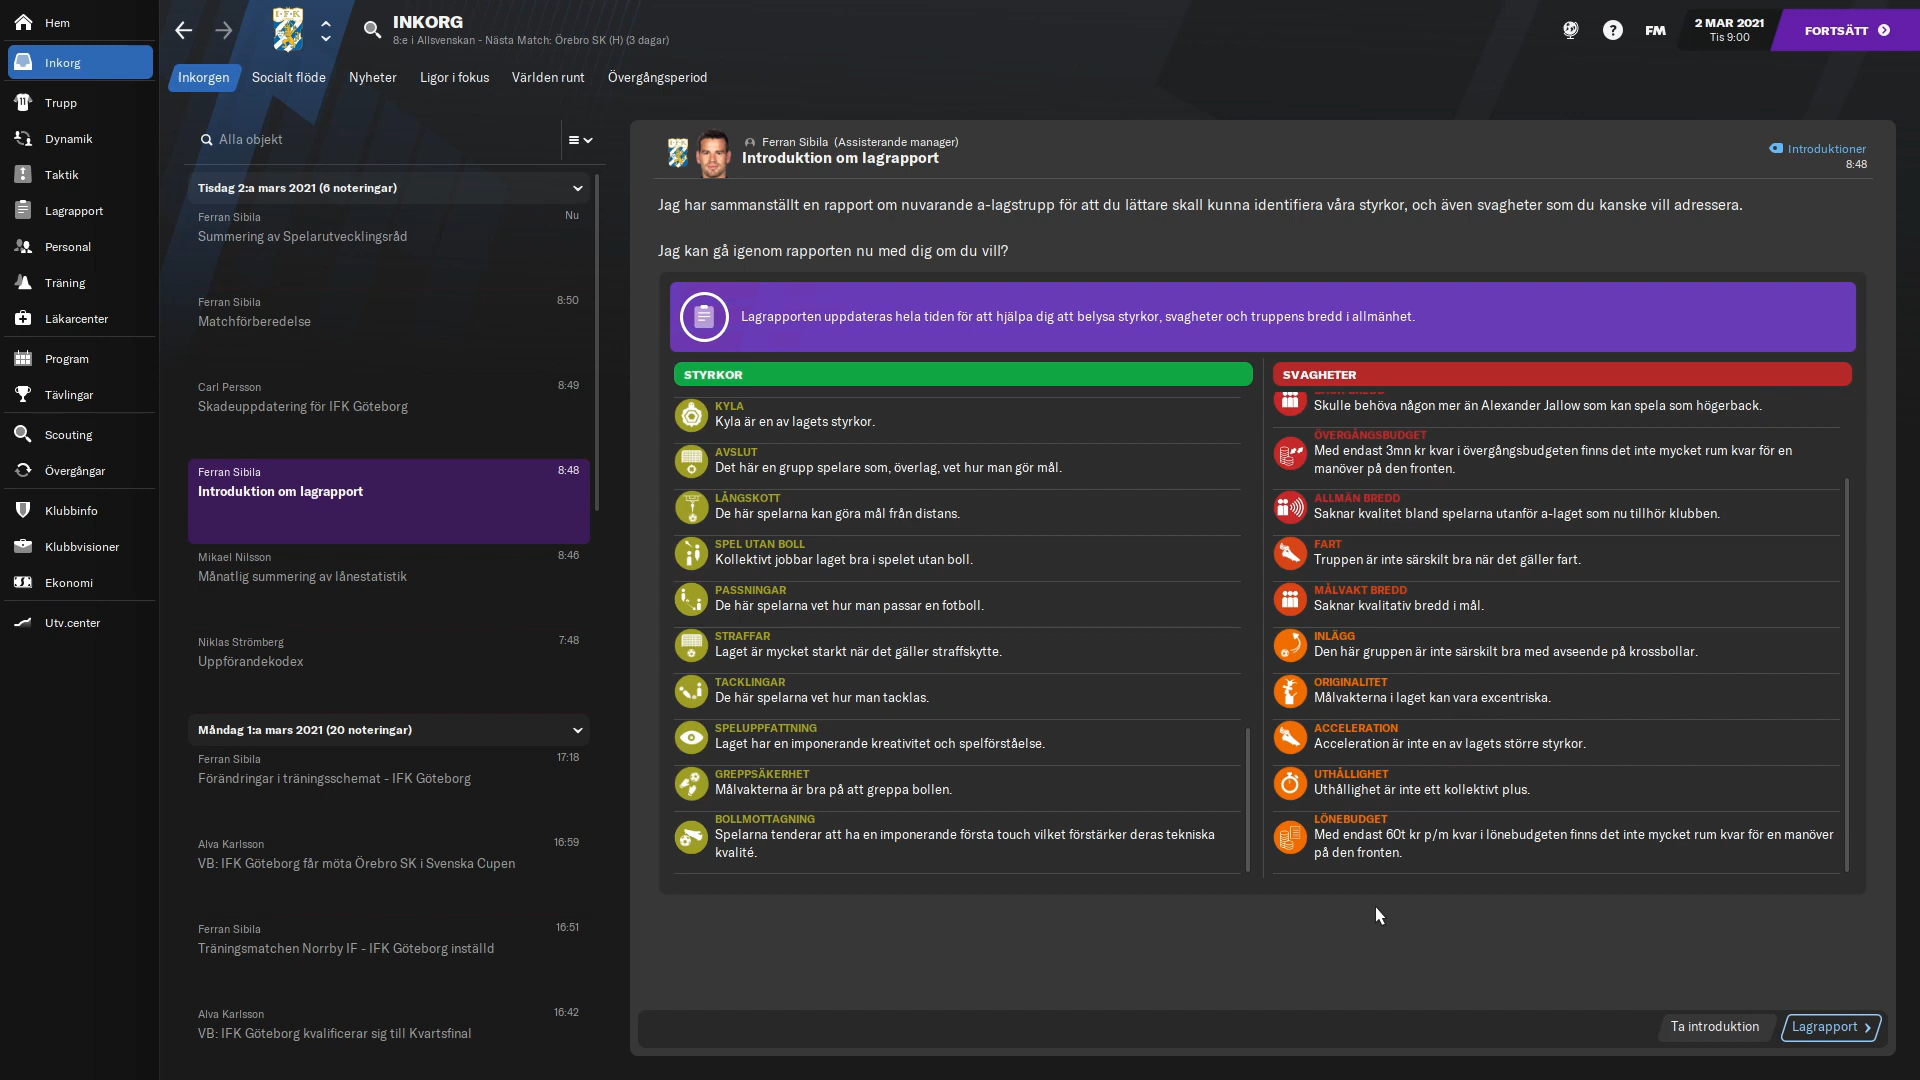 Hem
Inkorg
Trupp
Dynamik
Taktik
Lagrapport
Personal
Träning
Läkarcenter
Program
Tävlingar
Scouting
Övergångar
Klubbinfo
Klubbvisioner
Ekonomi
Utv.center
INKORG
8:e i Allsvenskan - Nästa Match: Örebro SK (H) (3 dagar)
FM
2 MAR 2021
Tis 9:00
FORTSÄTT
Inkorgen
Socialt flöde
Nyheter
Ligor i fokus
Världen runt
Övergångsperiod
Alla objekt
Tisdag 2:a mars 2021 (6 noteringar)
Ferran Sibila
Nu
Summering av Spelarutvecklingsråd
Ferran Sibila
8:50
Matchförberedelse
Carl Persson
8:49
Skadeuppdatering för IFK Göteborg
Ferran Sibila
8:48
Introduktion om lagrapport
Mikael Nilsson
8:46
Månatlig summering av lånestatistik
Niklas Strömberg
7:48
Uppförandekodex
Måndag 1:a mars 2021 (20 noteringar)
Ferran Sibila
17:18
Förändringar i träningsschemat - IFK Göteborg
Alva Karlsson
16:59
VB: IFK Göteborg får möta Örebro SK i Svenska Cupen
Ferran Sibila
16:51
Träningsmatchen Norrby IF - IFK Göteborg inställd
Alva Karlsson
16:42
VB: IFK Göteborg kvalificerar sig till Kvartsfinal
Ferran Sibila (Assisterande manager)
Introduktion om lagrapport
Introduktioner
8:48
Jag har sammanställt en rapport om nuvarande a-lagstrupp för att du lättare skall kunna identifiera våra styrkor, och även svagheter som du kanske vill adressera.
Jag kan gå igenom rapporten nu med dig om du vill?
Lagrapporten uppdateras hela tiden för att hjälpa dig att belysa styrkor, svagheter och truppens bredd i allmänhet.
STYRKOR
KYLA
Kyla är en av lagets styrkor.
AVSLUT
Det här en grupp spelare som, överlag, vet hur man gör mål.
LÅNGSKOTT
De här spelarna kan göra mål från distans.
SPEL UTAN BOLL
Kollektivt jobbar laget bra i spelet utan boll.
PASSNINGAR
De här spelarna vet hur man passar en fotboll.
STRAFFAR
Laget är mycket starkt när det gäller straffskytte.
TACKLINGAR
De här spelarna vet hur man tacklas.
SPELUPPFATTNING
Laget har en imponerande kreativitet och spelförståelse.
GREPPSÄKERHET
Målvakterna är bra på att greppa bollen.
BOLLMOTTAGNING
Spelarna tenderar att ha en imponerande första touch vilket förstärker deras tekniska
kvalité.
SVAGHETER
Skulle behöva någon mer än Alexander Jallow som kan spela som högerback.
ÖVERGÅNGSBUDGET
Med endast 3mn kr kvar i övergångsbudgeten finns det inte mycket rum kvar för en
manöver på den fronten.
ALLMÄN BREDD
Saknar kvalitet bland spelarna utanför a-laget som nu tillhör klubben.
FART
Truppen är inte särskilt bra när det gäller fart.
MÅLVAKT BREDD
Saknar kvalitativ bredd i mål.
INLÄGG
Den här gruppen är inte särskilt bra med avseende på krossbollar.
ORIGINALITET
Målvakterna i laget kan vara excentriska.
ACCELERATION
Acceleration är inte en av lagets större styrkor.
UTHÅLLIGHET
Uthållighet är inte ett kollektivt plus.
LÖNEBUDGET
Med endast 60t kr p/m kvar i lönebudgeten finns det inte mycket rum kvar för en manöver
på den fronten.
Ta introduktion
Lagrapport